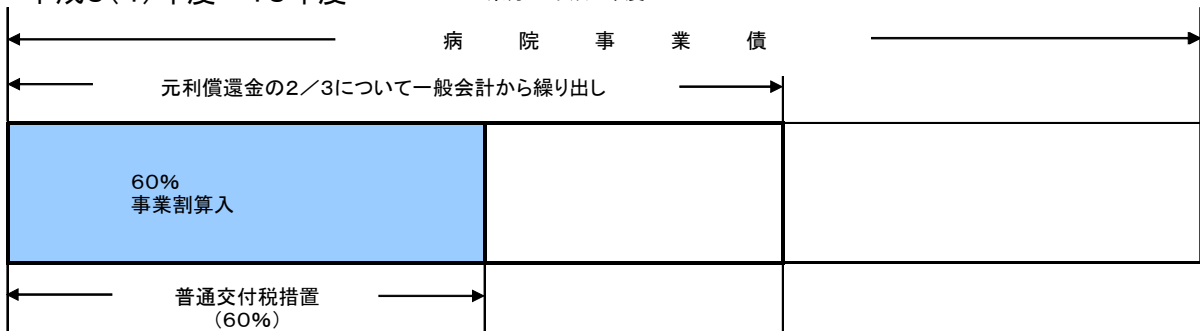 病院事業債
元利償還金の2／3について一般会計から繰り出し
60%
事業割算入
普通交付税措置
(60%)